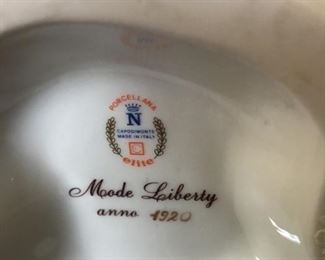 PORCELLANA
N
CAPODIMONTE
MADE IN ITALY
elite
Mode Liberty
anno 1920